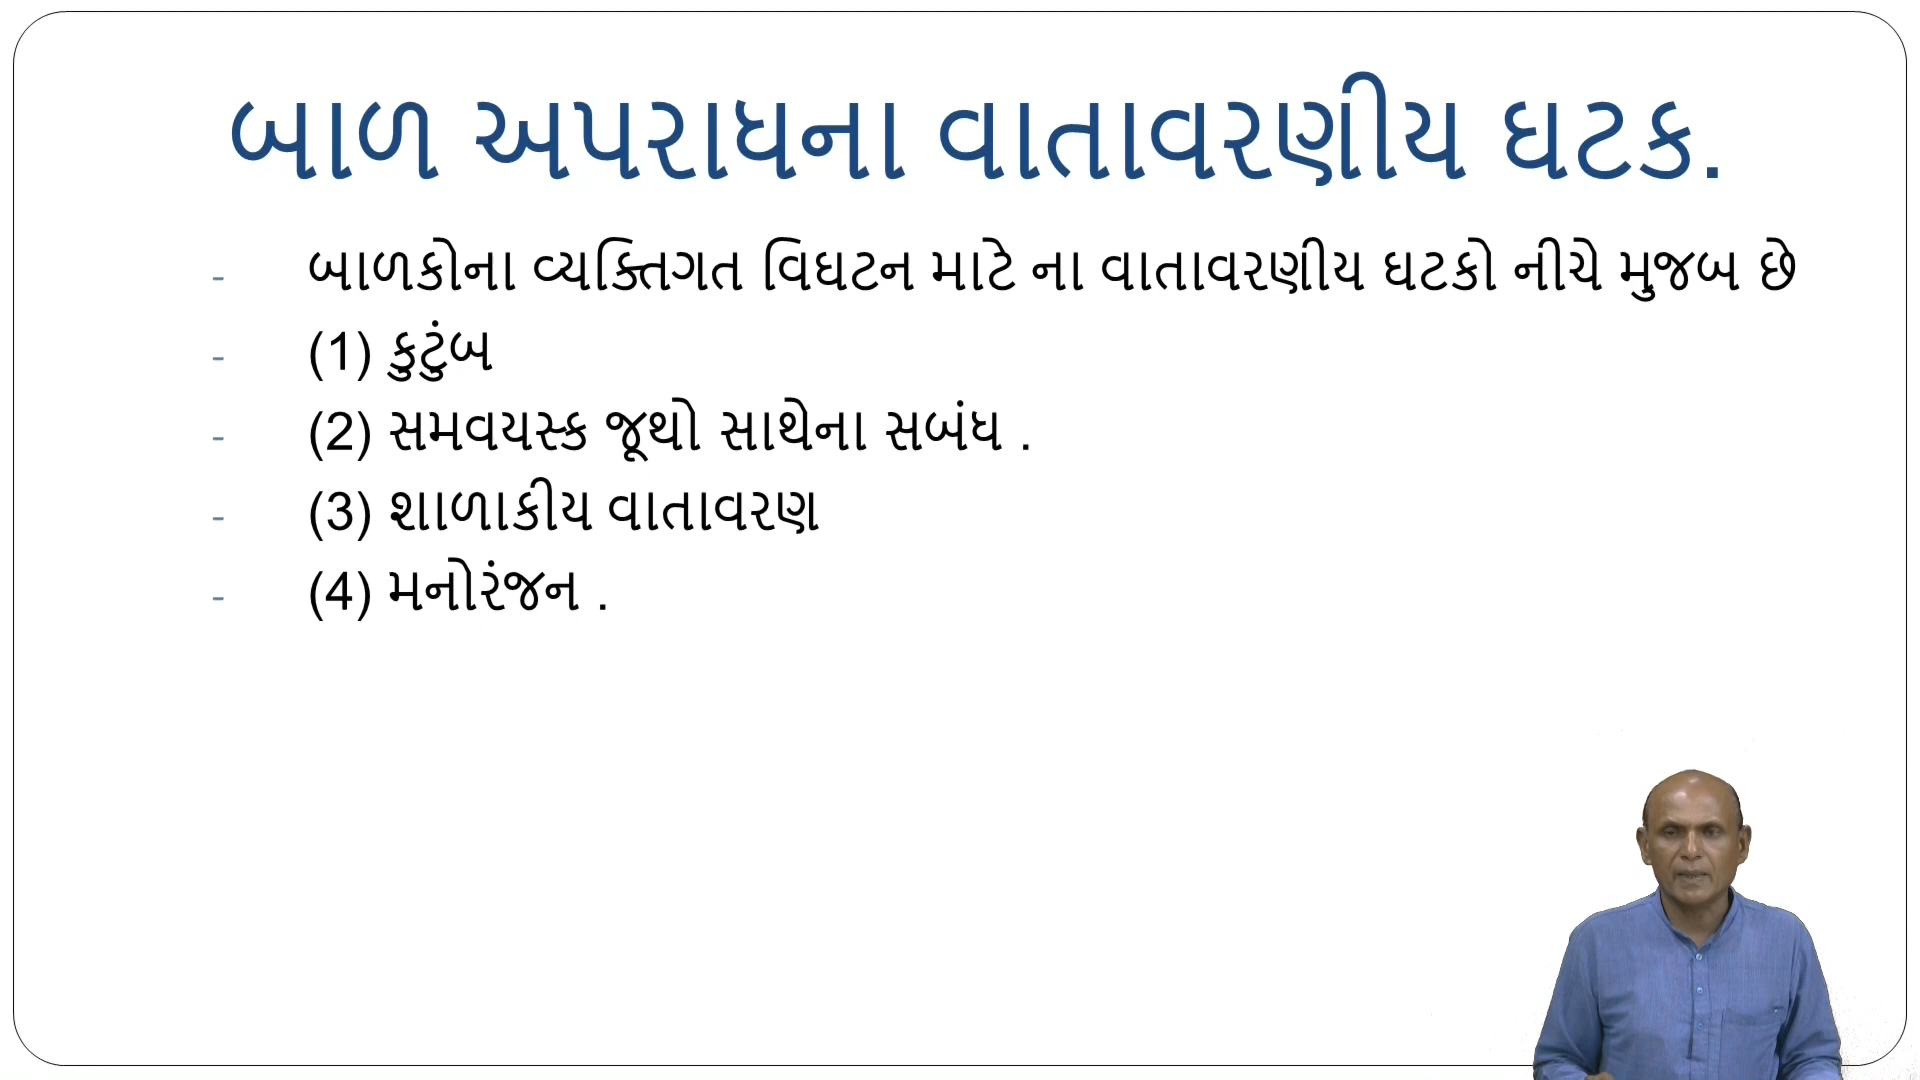 બાળ અપરાધના વાતાવરણીય ઘટક.
- બાળકોના વ્યક્તિગત વિઘટન માટે ના વાતાવરણીય ઘટકો નીચે મુજબ છે
- (1) કુટુંબ
- (2) સમવયસ્ક જૂથો સાથેના સબંધ .
- (3) શાળાકીય વાતાવરણ
- (4) મનોરંજન .